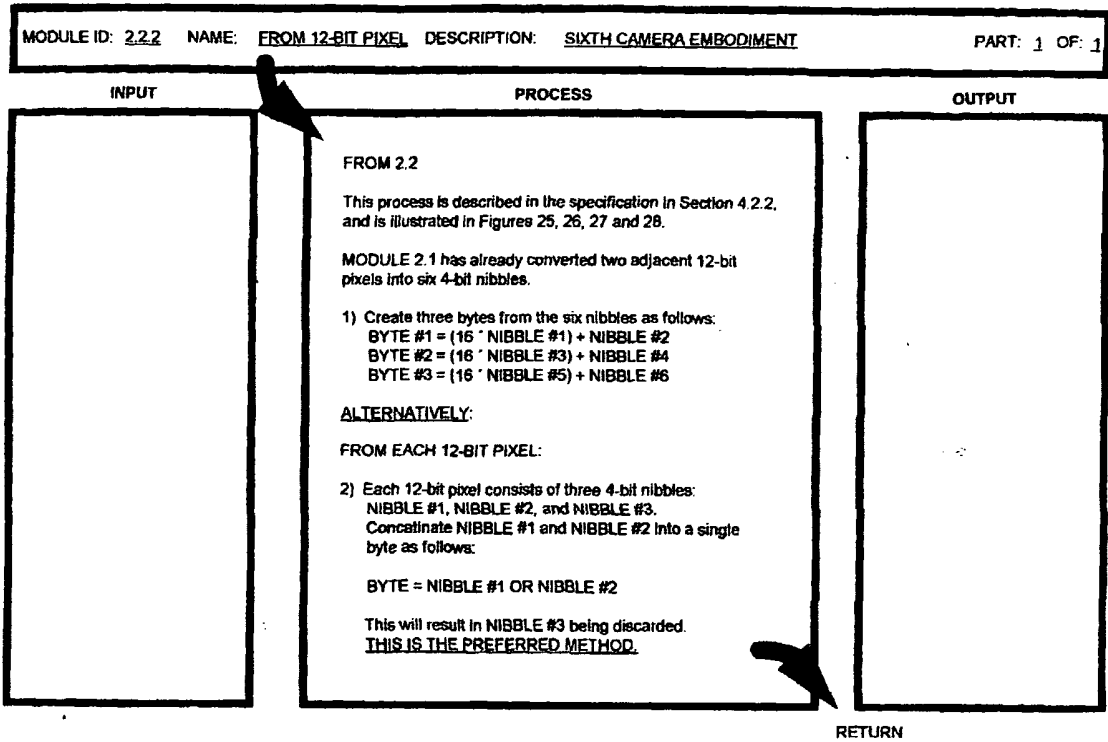 MODULE ID: 2.2.2 NAME: FROM 12-BIT PIXEL DESCRIPTION: SIXTH CAMERA EMBODIMENT PART: 1 OF: 1
INPUT PROCESS OUTPUT
FROM 2.2
This process is described in the specification in Section 4.2.2,
and is illustrated in Figures 25, 26, 27 and 28.
MODULE 2.1 has already converted two adjacent 12-bit
pixels into six 4-bit nibbles.
1) Create three bytes from the six nibbles as follows:
BYTE #1 = (16 * NIBBLE #1) + NIBBLE #2
BYTE #2 = (16 * NIBBLE #3) + NIBBLE #4
BYTE #3 = (16 * NIBBLE #5) + NIBBLE #6
ALTERNATIVELY:
FROM EACH 12-BIT PIXEL:
2) Each 12-bit pixel consists of three 4-bit nibbles:
NIBBLE #1, NIBBLE #2, and NIBBLE #3.
Concatinate NIBBLE #1 and NIBBLE #2 into a single
byte as follows:
BYTE = NIBBLE #1 OR NIBBLE #2
This will result in NIBBLE #3 being discarded.
THIS IS THE PREFERRED METHOD.
RETURN